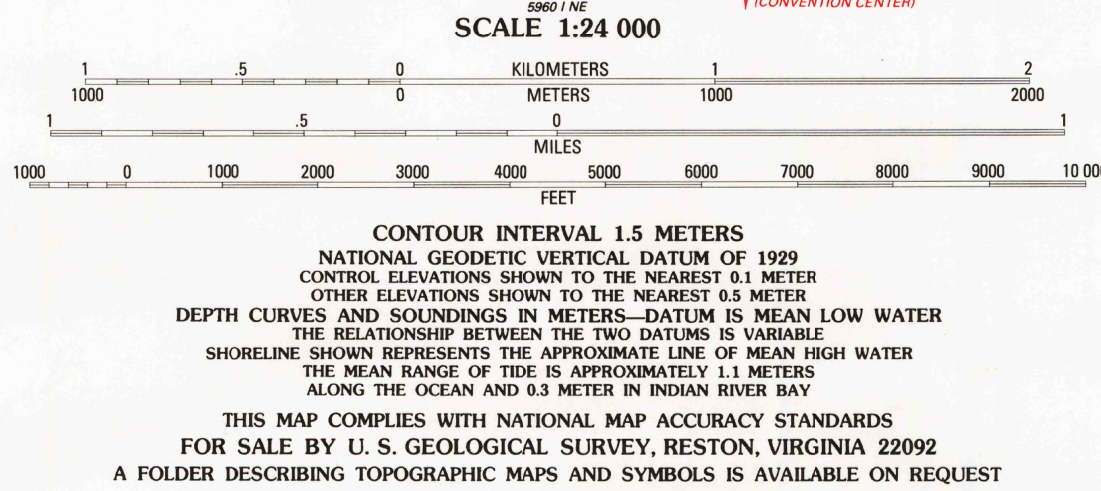 5960 I NE
(CONVENTION CENTER)
SCALE 1:24 000
1 .5 0 KILOMETERS 1 2
1000 0 METERS 1000 2000
1 .5 0 1
MILES
1000 0 1000 2000 3000 4000 5000 6000 7000 8000 9000 10 000
FEET
CONTOUR INTERVAL 1.5 METERS
NATIONAL GEODETIC VERTICAL DATUM OF 1929
CONTROL ELEVATIONS SHOWN TO THE NEAREST 0.1 METER
OTHER ELEVATIONS SHOWN TO THE NEAREST 0.5 METER
DEPTH CURVES AND SOUNDINGS IN METERS—DATUM IS MEAN LOW WATER
THE RELATIONSHIP BETWEEN THE TWO DATUMS IS VARIABLE
SHORELINE SHOWN REPRESENTS THE APPROXIMATE LINE OF MEAN HIGH WATER
THE MEAN RANGE OF TIDE IS APPROXIMATELY 1.1 METERS
ALONG THE OCEAN AND 0.3 METER IN INDIAN RIVER BAY
THIS MAP COMPLIES WITH NATIONAL MAP ACCURACY STANDARDS
FOR SALE BY U. S. GEOLOGICAL SURVEY, RESTON, VIRGINIA 22092
A FOLDER DESCRIBING TOPOGRAPHIC MAPS AND SYMBOLS IS AVAILABLE ON REQUEST